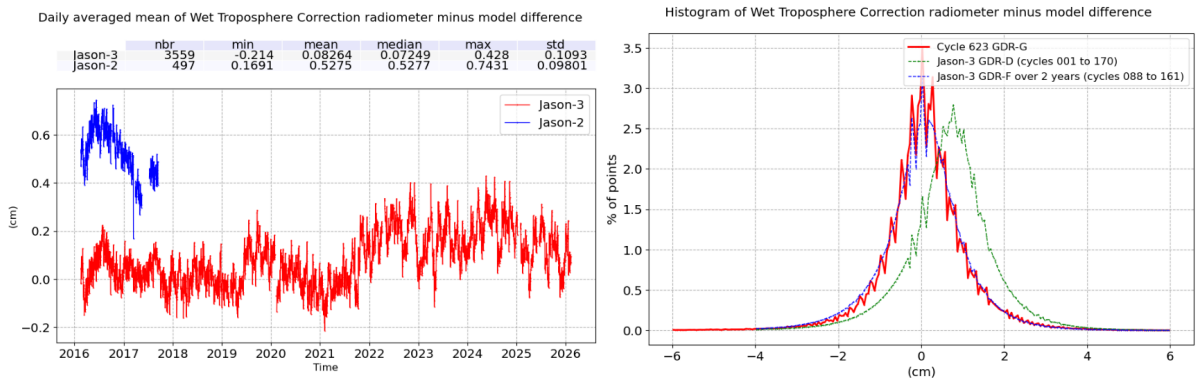 Daily averaged mean of Wet Troposphere Correction radiometer minus model difference
nbr min mean median max std
Jason-3 3559 -0.214 0.08264 0.07249 0.428 0.1093
Jason-2 497 0.1691 0.5275 0.5277 0.7431 0.09801
Jason-3
Jason-2
0.6
0.4
0.2
0.0
−0.2
(cm)
2016 2017 2018 2019 2020 2021 2022 2023 2024 2025 2026
Time
Histogram of Wet Troposphere Correction radiometer minus model difference
Cycle 623 GDR-G
Jason-3 GDR-D (cycles 001 to 170)
Jason-3 GDR-F over 2 years (cycles 088 to 161)
3.5
3.0
2.5
2.0
1.5
1.0
0.5
0.0
% of points
−6 −4 −2 0 2 4 6
(cm)